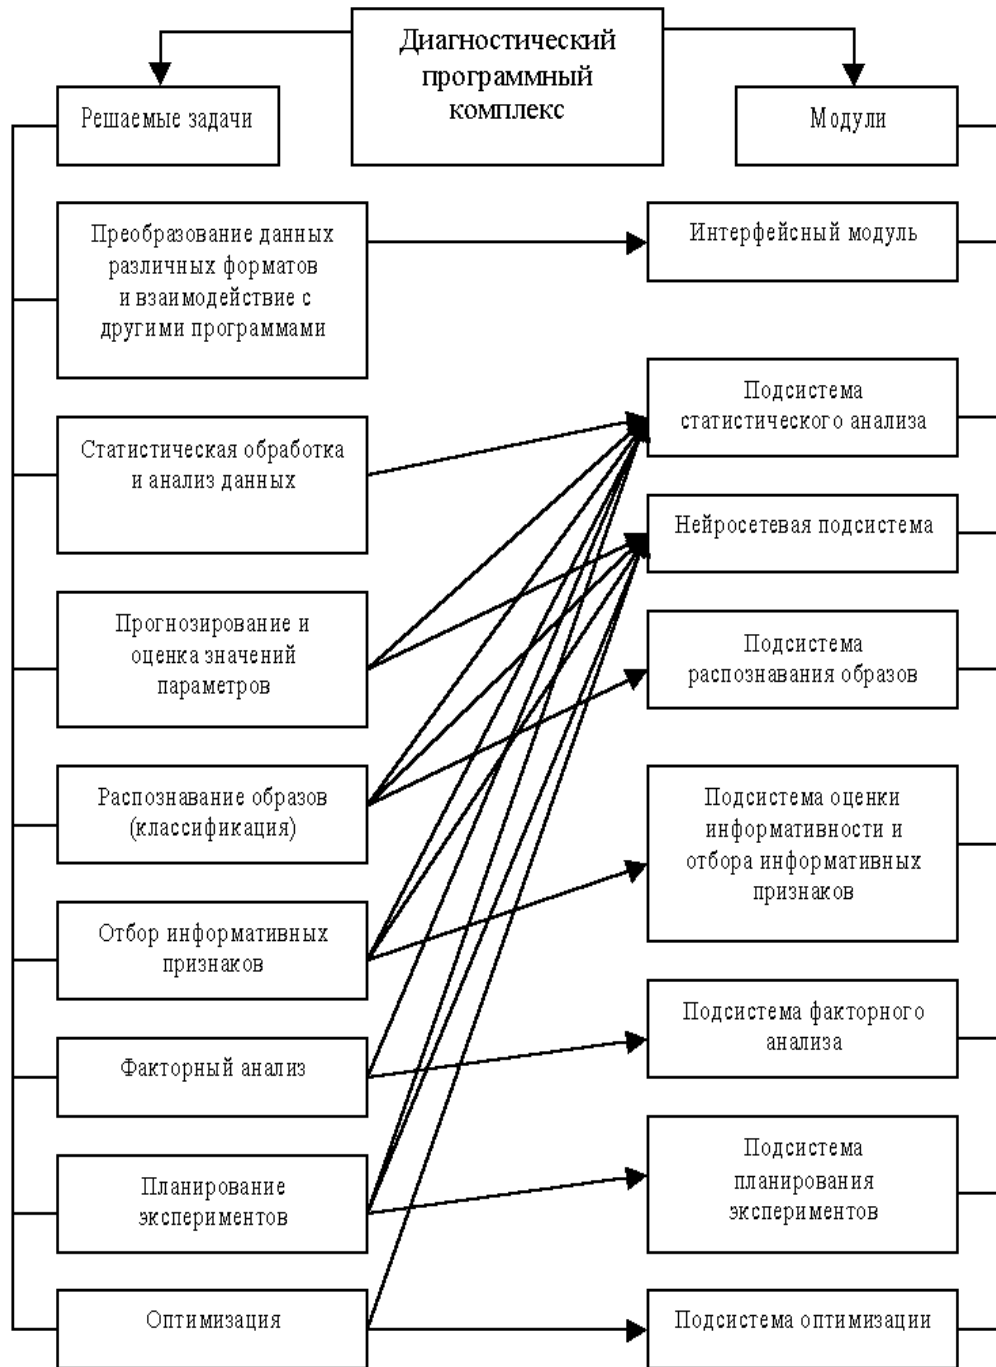 Диагностический
программный
комплекс
Решаемые задачи
Модули
Преобразование данных
различных форматов
и взаимодействие с
другими программами
Интерфейсный модуль
Статистическая обработка
и анализ данных
Подсистема
статистического анализа
Прогнозирование и
оценка значений
параметров
Нейросетевая подсистема
Распознавание образов
(классификация)
Подсистема
распознавания образов
Отбор информативных
признаков
Подсистема оценки
информативности и
отбора информативных
признаков
Факторный анализ
Подсистема факторного
анализа
Планирование
экспериментов
Подсистема
планирования
экспериментов
Оптимизация
Подсистема оптимизации